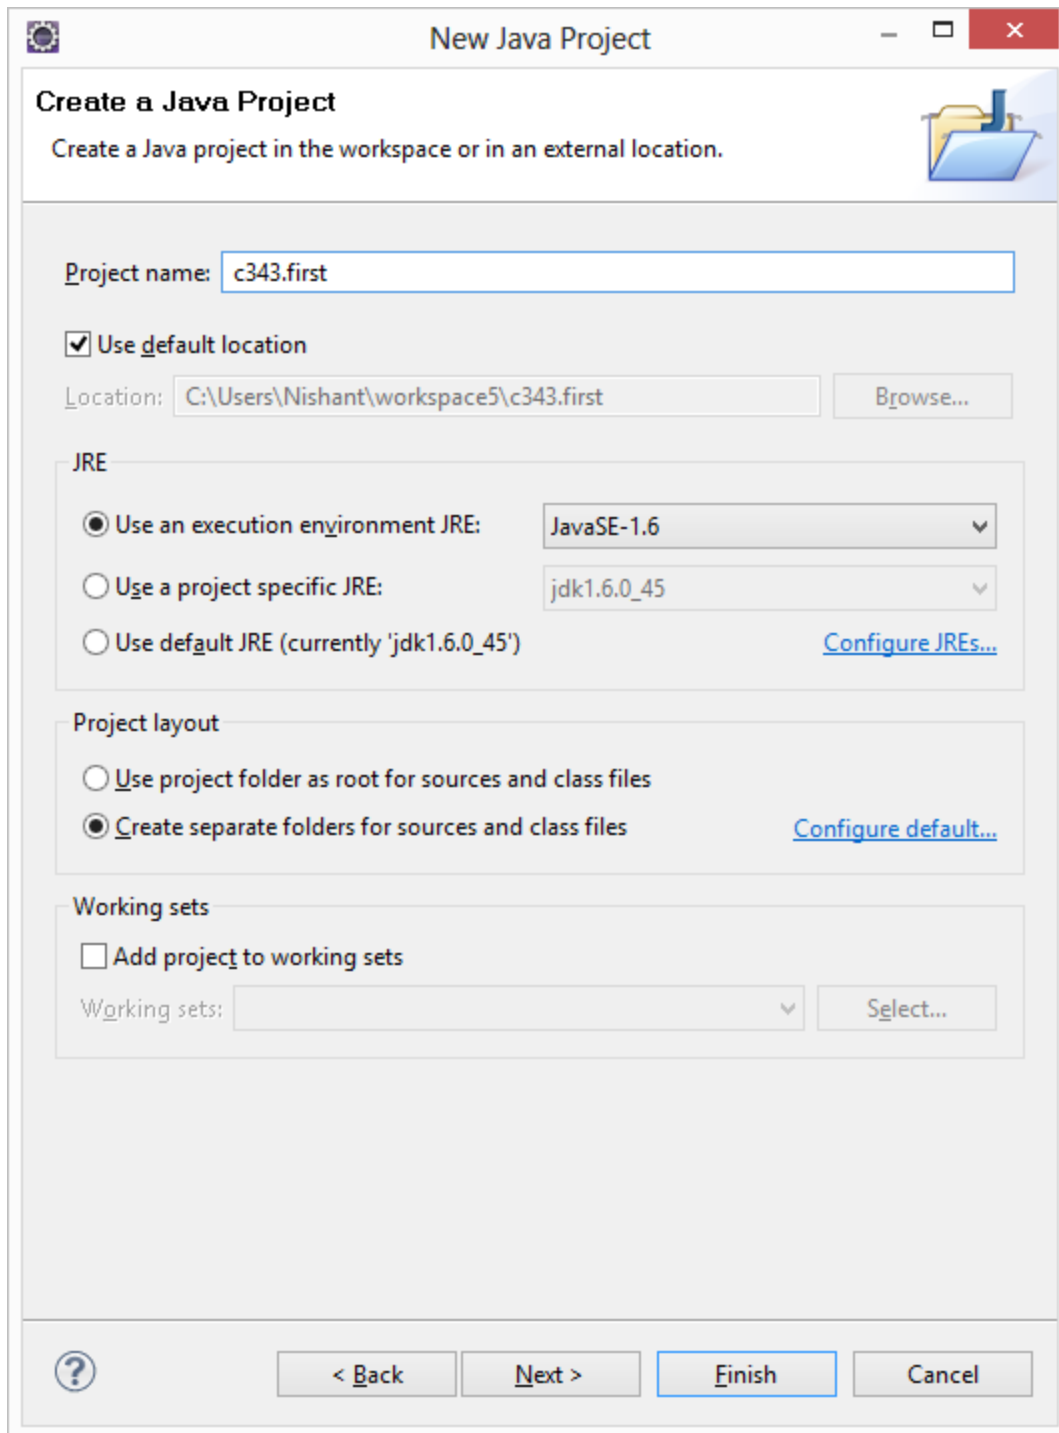 New Java Project
Create a Java Project
Create a Java project in the workspace or in an external location.
Project name: c343.first
Use default location
Location: C:\Users\Nishant\workspace5\c343.first Browse...
JRE
Use an execution environment JRE: JavaSE-1.6
Use a project specific JRE: jdk1.6.0_45
Use default JRE (currently 'jdk1.6.0_45') Configure JREs...
Project layout
Use project folder as root for sources and class files
Create separate folders for sources and class files Configure default...
Working sets
Add project to working sets
Working sets: Select...
? < Back Next > Finish Cancel